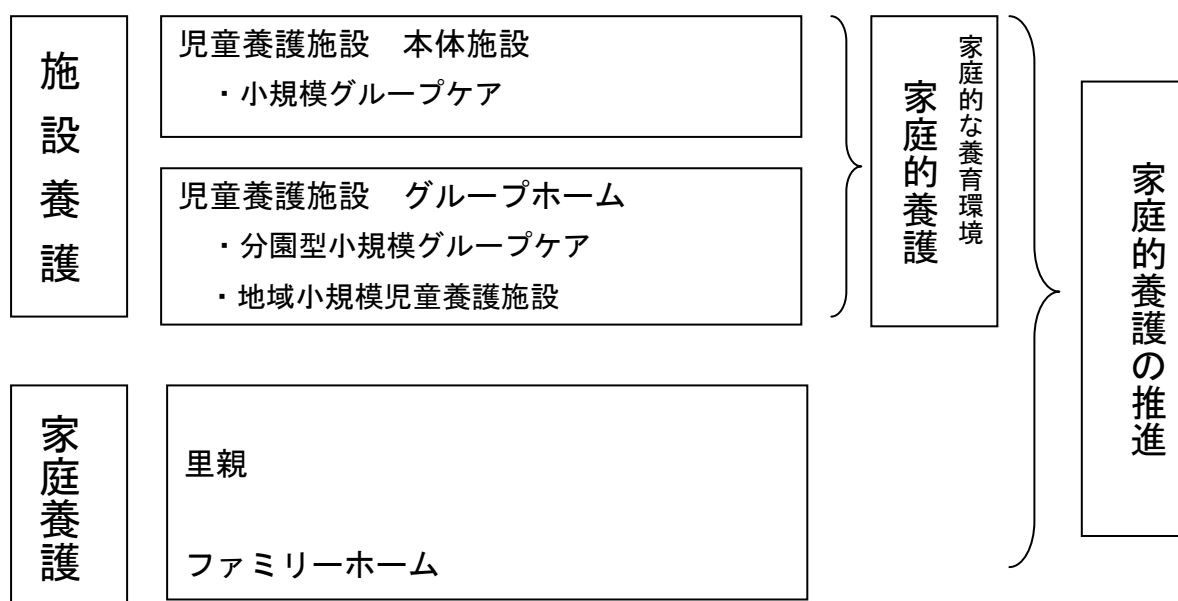 施設養護
児童養護施設　本体施設
・小規模グループケア
児童養護施設　グループホーム
・分園型小規模グループケア
・地域小規模児童養護施設
家庭的な養育環境
家庭的養護
家庭的養護の推進
家庭養護
里親
ファミリーホーム